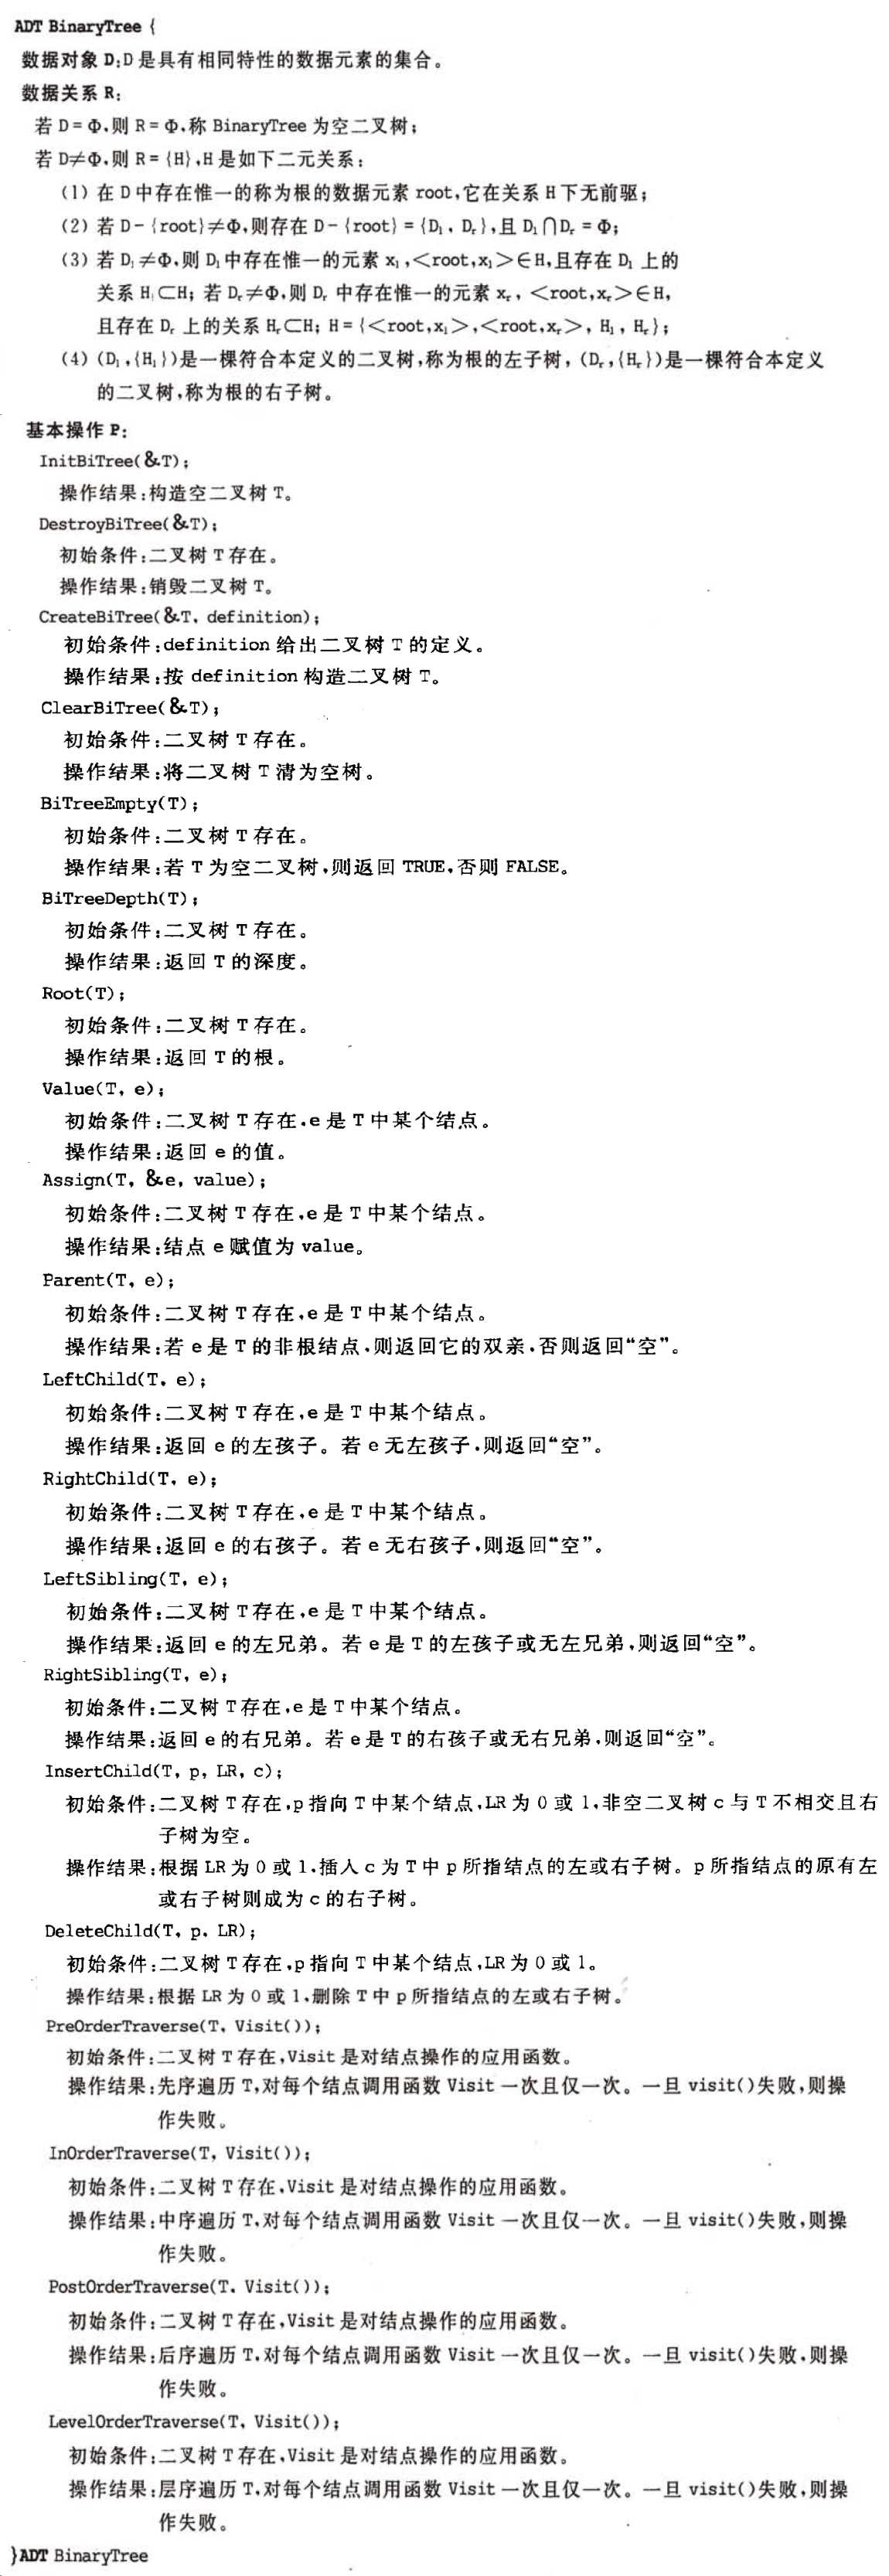 ADT BinaryTree {
数据对象 D:D 是具有相同特性的数据元素的集合。
数据关系 R:
若 D = Φ,则 R = Φ,称 BinaryTree 为空二叉树;
若 D≠Φ,则 R = {H},H 是如下二元关系:
(1) 在 D 中存在惟一的称为根的数据元素 root,它在关系 H 下无前驱;
(2) 若 D - {root}≠Φ,则存在 D - {root} = {Dl, Dr},且 Dl∩Dr = Φ;
(3) 若 Dl≠Φ,则 Dl 中存在惟一的元素 xl,<root,xl>∈H,且存在 Dl 上的
关系 Hl⊂H; 若 Dr≠Φ,则 Dr 中存在惟一的元素 xr, <root,xr>∈H,
且存在 Dr 上的关系 Hr⊂H; H = {<root,xl>,<root,xr>, Hl, Hr};
(4) (Dl,{Hl})是一棵符合本定义的二叉树,称为根的左子树, (Dr,{Hr})是一棵符合本定义
的二叉树,称为根的右子树。
基本操作 P:
InitBiTree(&T);
操作结果:构造空二叉树 T。
DestroyBiTree(&T);
初始条件:二叉树 T 存在。
操作结果:销毁二叉树 T。
CreateBiTree(&T, definition);
初始条件:definition 给出二叉树 T 的定义。
操作结果:按 definition 构造二叉树 T。
ClearBiTree(&T);
初始条件:二叉树 T 存在。
操作结果:将二叉树 T 清为空树。
BiTreeEmpty(T);
初始条件:二叉树 T 存在。
操作结果:若 T 为空二叉树,则返回 TRUE,否则 FALSE。
BiTreeDepth(T);
初始条件:二叉树 T 存在。
操作结果:返回 T 的深度。
Root(T);
初始条件:二叉树 T 存在。
操作结果:返回 T 的根。
Value(T, e);
初始条件:二叉树 T 存在,e 是 T 中某个结点。
操作结果:返回 e 的值。
Assign(T, &e, value);
初始条件:二叉树 T 存在,e 是 T 中某个结点。
操作结果:结点 e 赋值为 value。
Parent(T, e);
初始条件:二叉树 T 存在,e 是 T 中某个结点。
操作结果:若 e 是 T 的非根结点,则返回它的双亲,否则返回“空”。
LeftChild(T, e);
初始条件:二叉树 T 存在,e 是 T 中某个结点。
操作结果:返回 e 的左孩子。若 e 无左孩子,则返回“空”。
RightChild(T, e);
初始条件:二叉树 T 存在,e 是 T 中某个结点。
操作结果:返回 e 的右孩子。若 e 无右孩子,则返回“空”。
LeftSibling(T, e);
初始条件:二叉树 T 存在,e 是 T 中某个结点。
操作结果:返回 e 的左兄弟。若 e 是 T 的左孩子或无左兄弟,则返回“空”。
RightSibling(T, e);
初始条件:二叉树 T 存在,e 是 T 中某个结点。
操作结果:返回 e 的右兄弟。若 e 是 T 的右孩子或无右兄弟,则返回“空”。
InsertChild(T, p, LR, c);
初始条件:二叉树 T 存在,p 指向 T 中某个结点,LR 为 0 或 1,非空二叉树 c 与 T 不相交且右
子树为空。
操作结果:根据 LR 为 0 或 1,插入 c 为 T 中 p 所指结点的左或右子树。p 所指结点的原有左
或右子树则成为 c 的右子树。
DeleteChild(T, p, LR);
初始条件:二叉树 T 存在,p 指向 T 中某个结点,LR 为 0 或 1。
操作结果:根据 LR 为 0 或 1,删除 T 中 p 所指结点的左或右子树。
PreOrderTraverse(T, Visit());
初始条件:二叉树 T 存在,Visit 是对结点操作的应用函数。
操作结果:先序遍历 T,对每个结点调用函数 Visit 一次且仅一次。一旦 visit()失败,则操
作失败。
InOrderTraverse(T, Visit());
初始条件:二叉树 T 存在,Visit 是对结点操作的应用函数。
操作结果:中序遍历 T,对每个结点调用函数 Visit 一次且仅一次。一旦 visit()失败,则操
作失败。
PostOrderTraverse(T, Visit());
初始条件:二叉树 T 存在,Visit 是对结点操作的应用函数。
操作结果:后序遍历 T,对每个结点调用函数 Visit 一次且仅一次。一旦 visit()失败,则操
作失败。
LevelOrderTraverse(T, Visit());
初始条件:二叉树 T 存在,Visit 是对结点操作的应用函数。
操作结果:层序遍历 T,对每个结点调用函数 Visit 一次且仅一次。一旦 visit()失败,则操
作失败。
}ADT BinaryTree